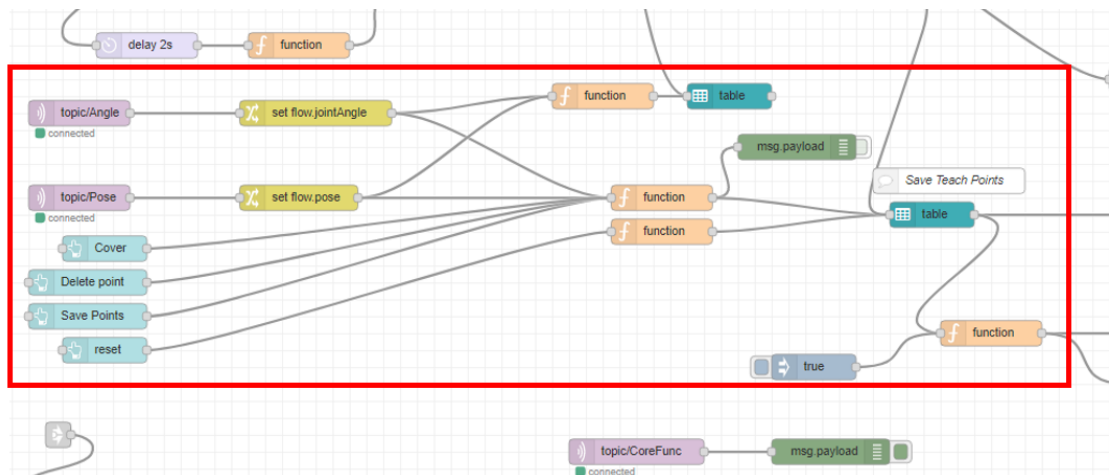 delay 2s
function
topic/Angle
connected
set flow.jointAngle
function
table
msg.payload
Save Teach Points
topic/Pose
connected
set flow.pose
function
table
Cover
function
Delete point
Save Points
reset
function
true
topic/CoreFunc
connected
msg.payload